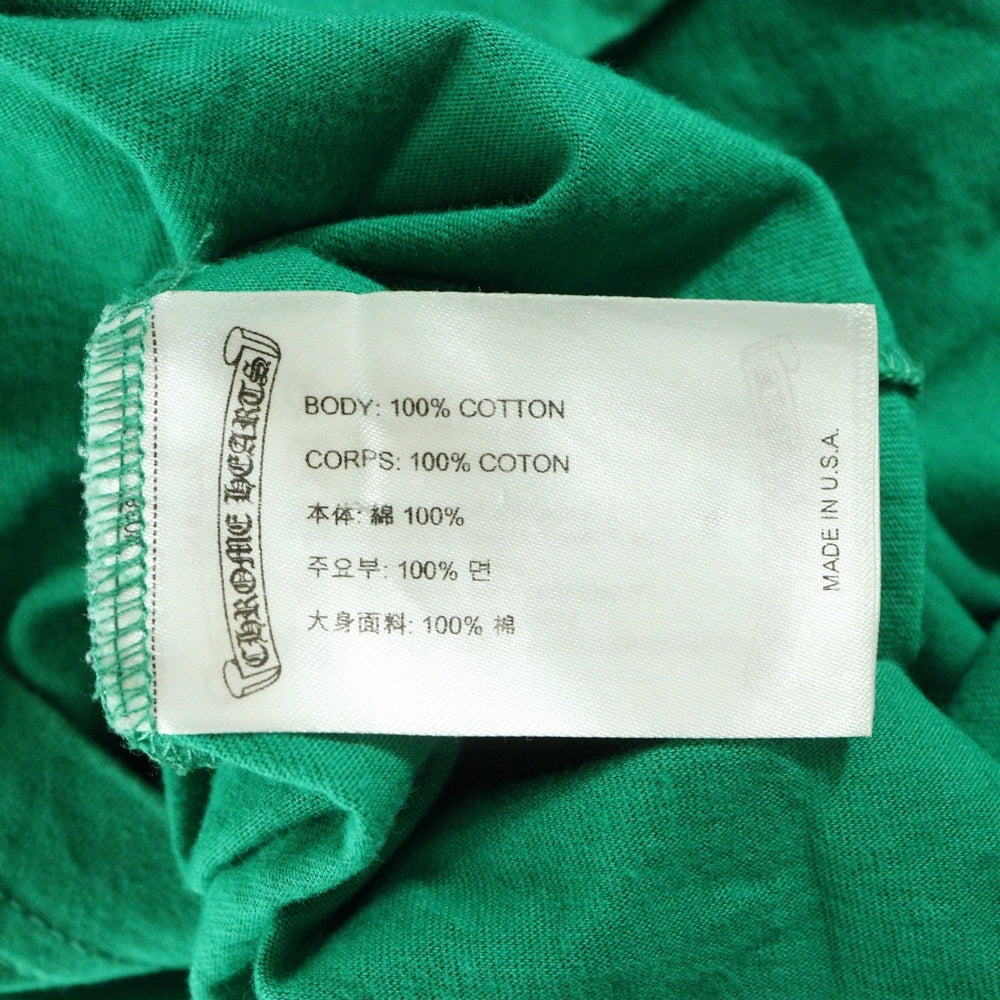 CHROME HEARTS
BODY: 100% COTTON
CORPS: 100% COTON
本体: 綿 100%
주요부: 100% 면
大身面料: 100% 棉
MADE IN U.S.A.